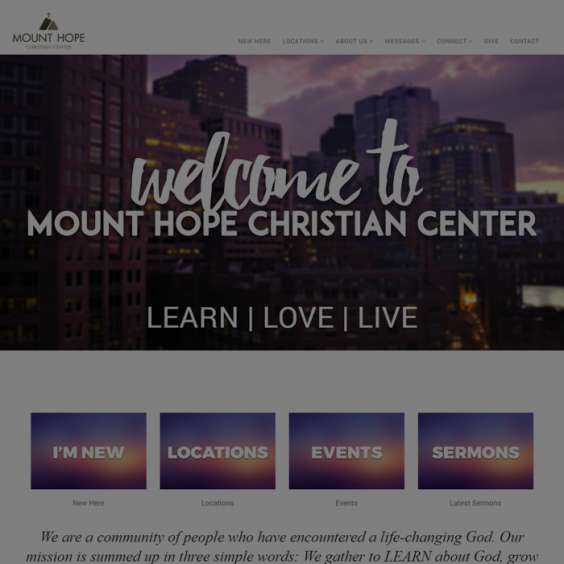 MOUNT HOPE
CHRISTIAN CENTER
NEW HERE LOCATIONS ABOUT US MESSAGES CONNECT GIVE CONTACT
welcome to
MOUNT HOPE CHRISTIAN CENTER
LEARN | LOVE | LIVE
I'M NEW LOCATIONS EVENTS SERMONS
New Here Locations Events Latest Sermons
We are a community of people who have encountered a life-changing God. Our
mission is summed up in three simple words: We gather to LEARN about God, grow